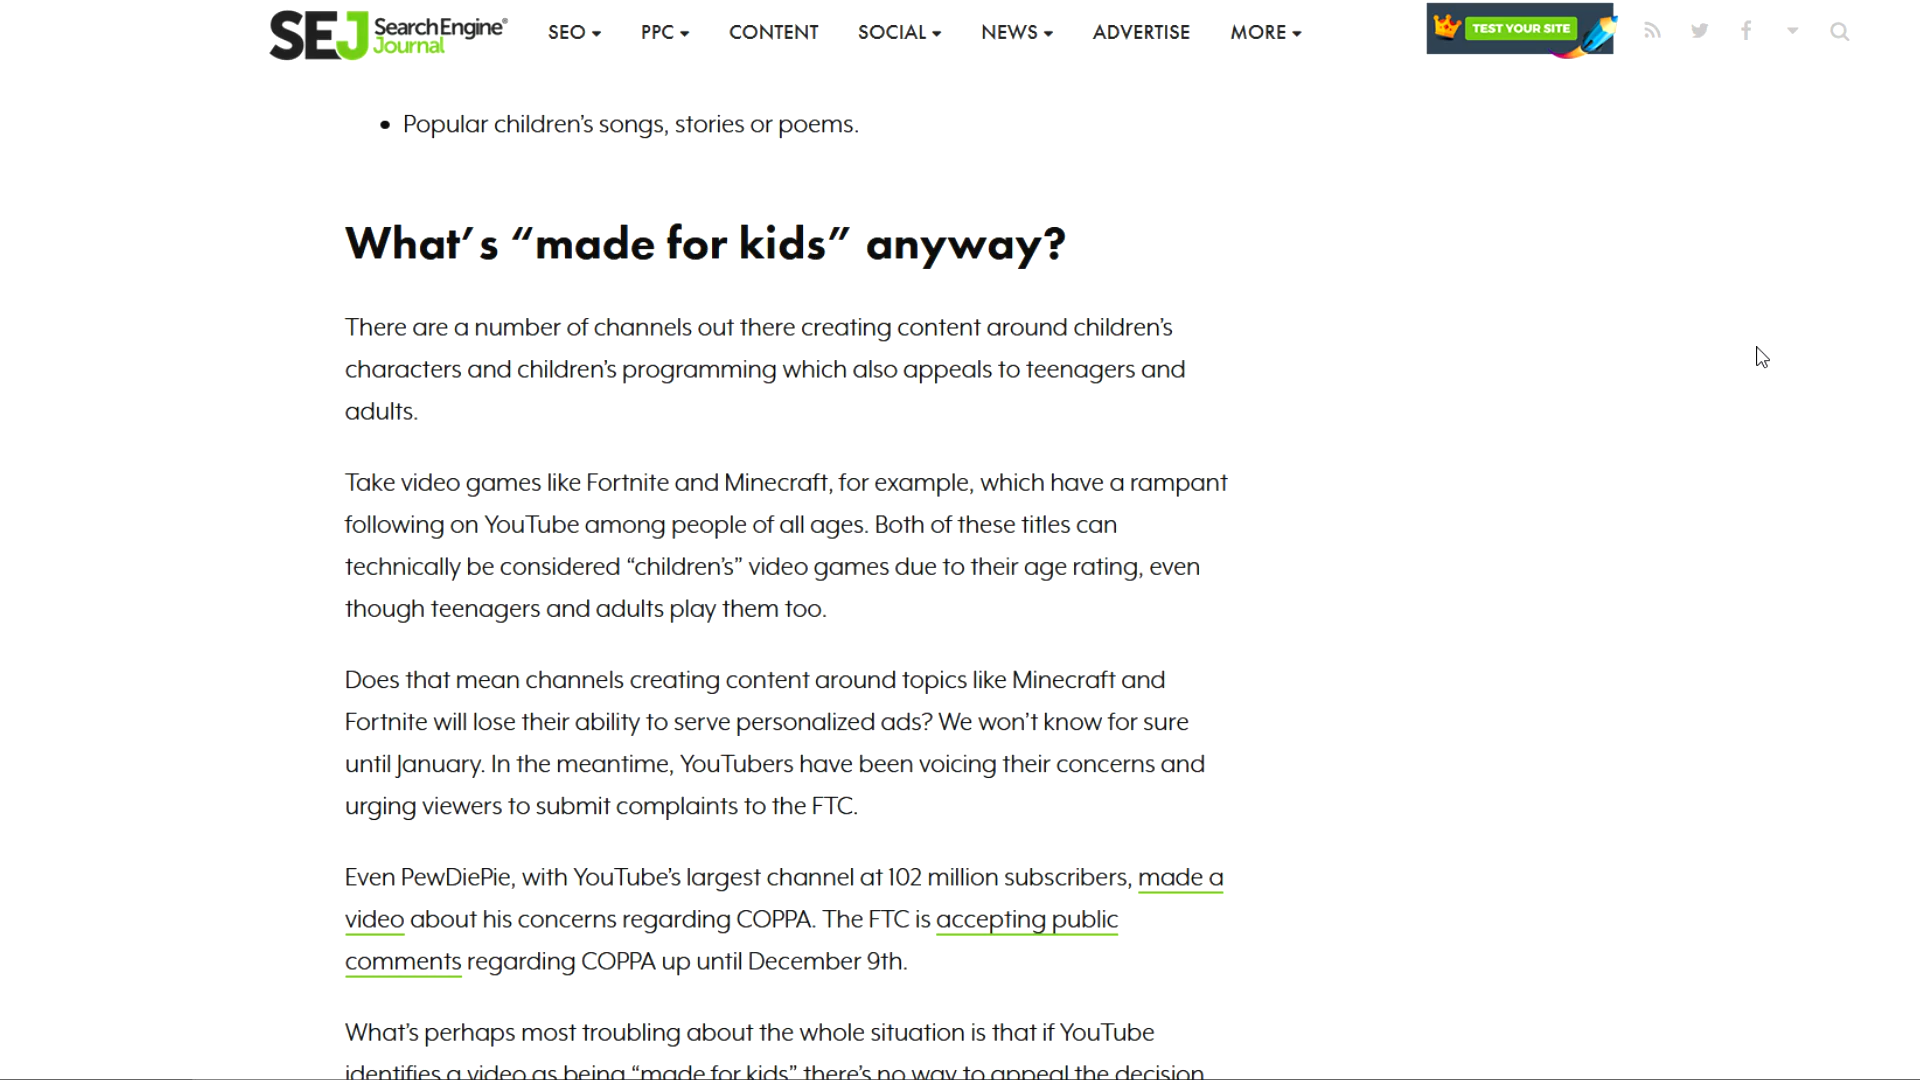 SEJ Search Engine Journal® SEO PPC CONTENT SOCIAL NEWS ADVERTISE MORE TEST YOUR SITE
• Popular children’s songs, stories or poems.
What’s “made for kids” anyway?
There are a number of channels out there creating content around children’s
characters and children’s programming which also appeals to teenagers and
adults.
Take video games like Fortnite and Minecraft, for example, which have a rampant
following on YouTube among people of all ages. Both of these titles can
technically be considered “children’s” video games due to their age rating, even
though teenagers and adults play them too.
Does that mean channels creating content around topics like Minecraft and
Fortnite will lose their ability to serve personalized ads? We won’t know for sure
until January. In the meantime, YouTubers have been voicing their concerns and
urging viewers to submit complaints to the FTC.
Even PewDiePie, with YouTube’s largest channel at 102 million subscribers, made a
video about his concerns regarding COPPA. The FTC is accepting public
comments regarding COPPA up until December 9th.
What’s perhaps most troubling about the whole situation is that if YouTube
identifies a video as being “made for kids” there’s no way to appeal the decision